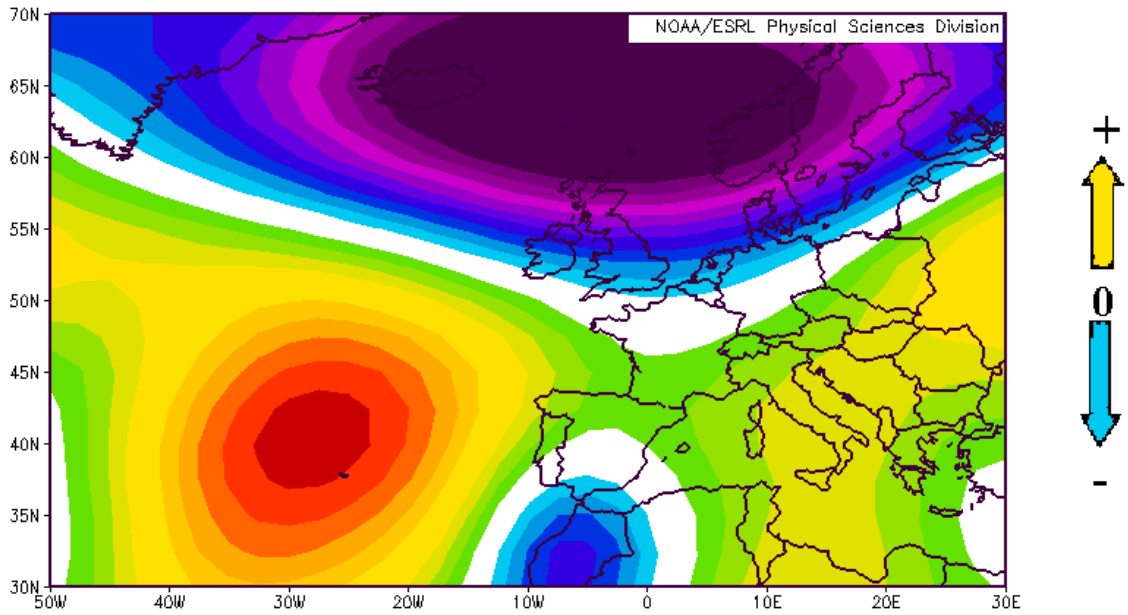 70N
NOAA/ESRL Physical Sciences Division
65N
60N
55N
50N
45N
40N
35N
30N
50W 40W 30W 20W 10W 0 10E 20E 30E
+
0
-